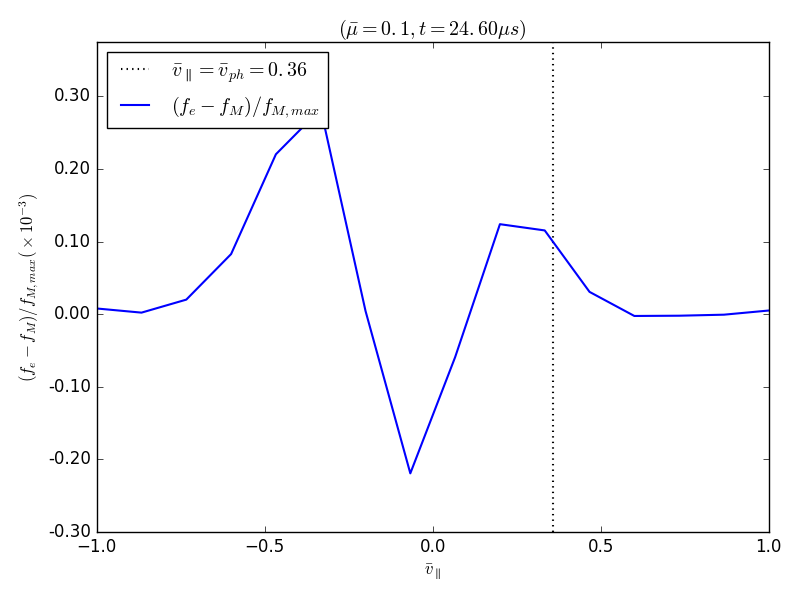 (μ̄ = 0.1, t = 24.60μs)
v̄∥ = v̄ph = 0.36
(fe − fM)/fM,max
(fe − fM)/fM,max(× 10⁻³)
0.30
0.20
0.10
0.00
-0.10
-0.20
-0.30
−1.0 −0.5 0.0 0.5 1.0
v̄∥